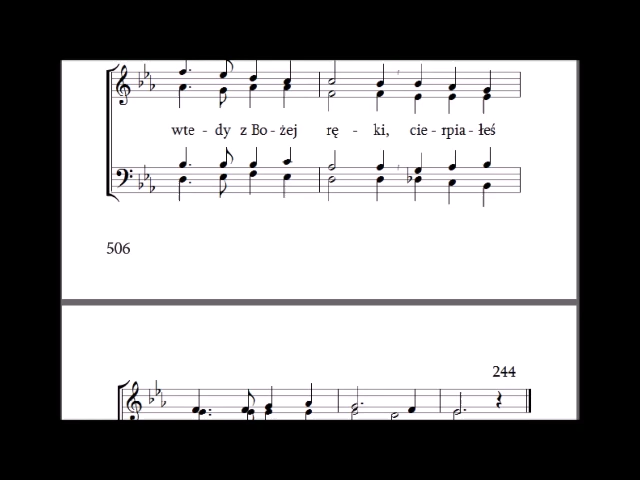 wte - dy z Bo - żej rę - ki, cie - rpia - łeś
506
244